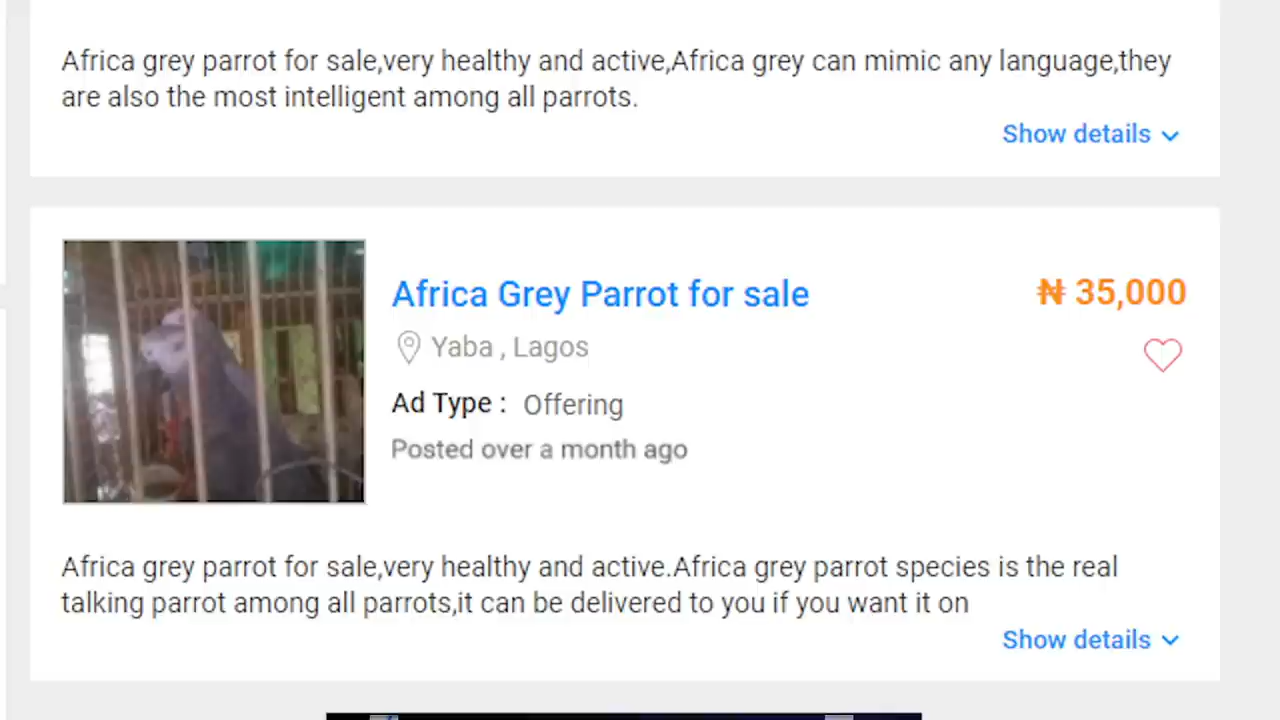 Africa grey parrot for sale,very healthy and active,Africa grey can mimic any language,they
are also the most intelligent among all parrots.
Show details
Africa Grey Parrot for sale
₦ 35,000
Yaba , Lagos
Ad Type : Offering
Posted over a month ago
Africa grey parrot for sale,very healthy and active.Africa grey parrot species is the real
talking parrot among all parrots,it can be delivered to you if you want it on
Show details